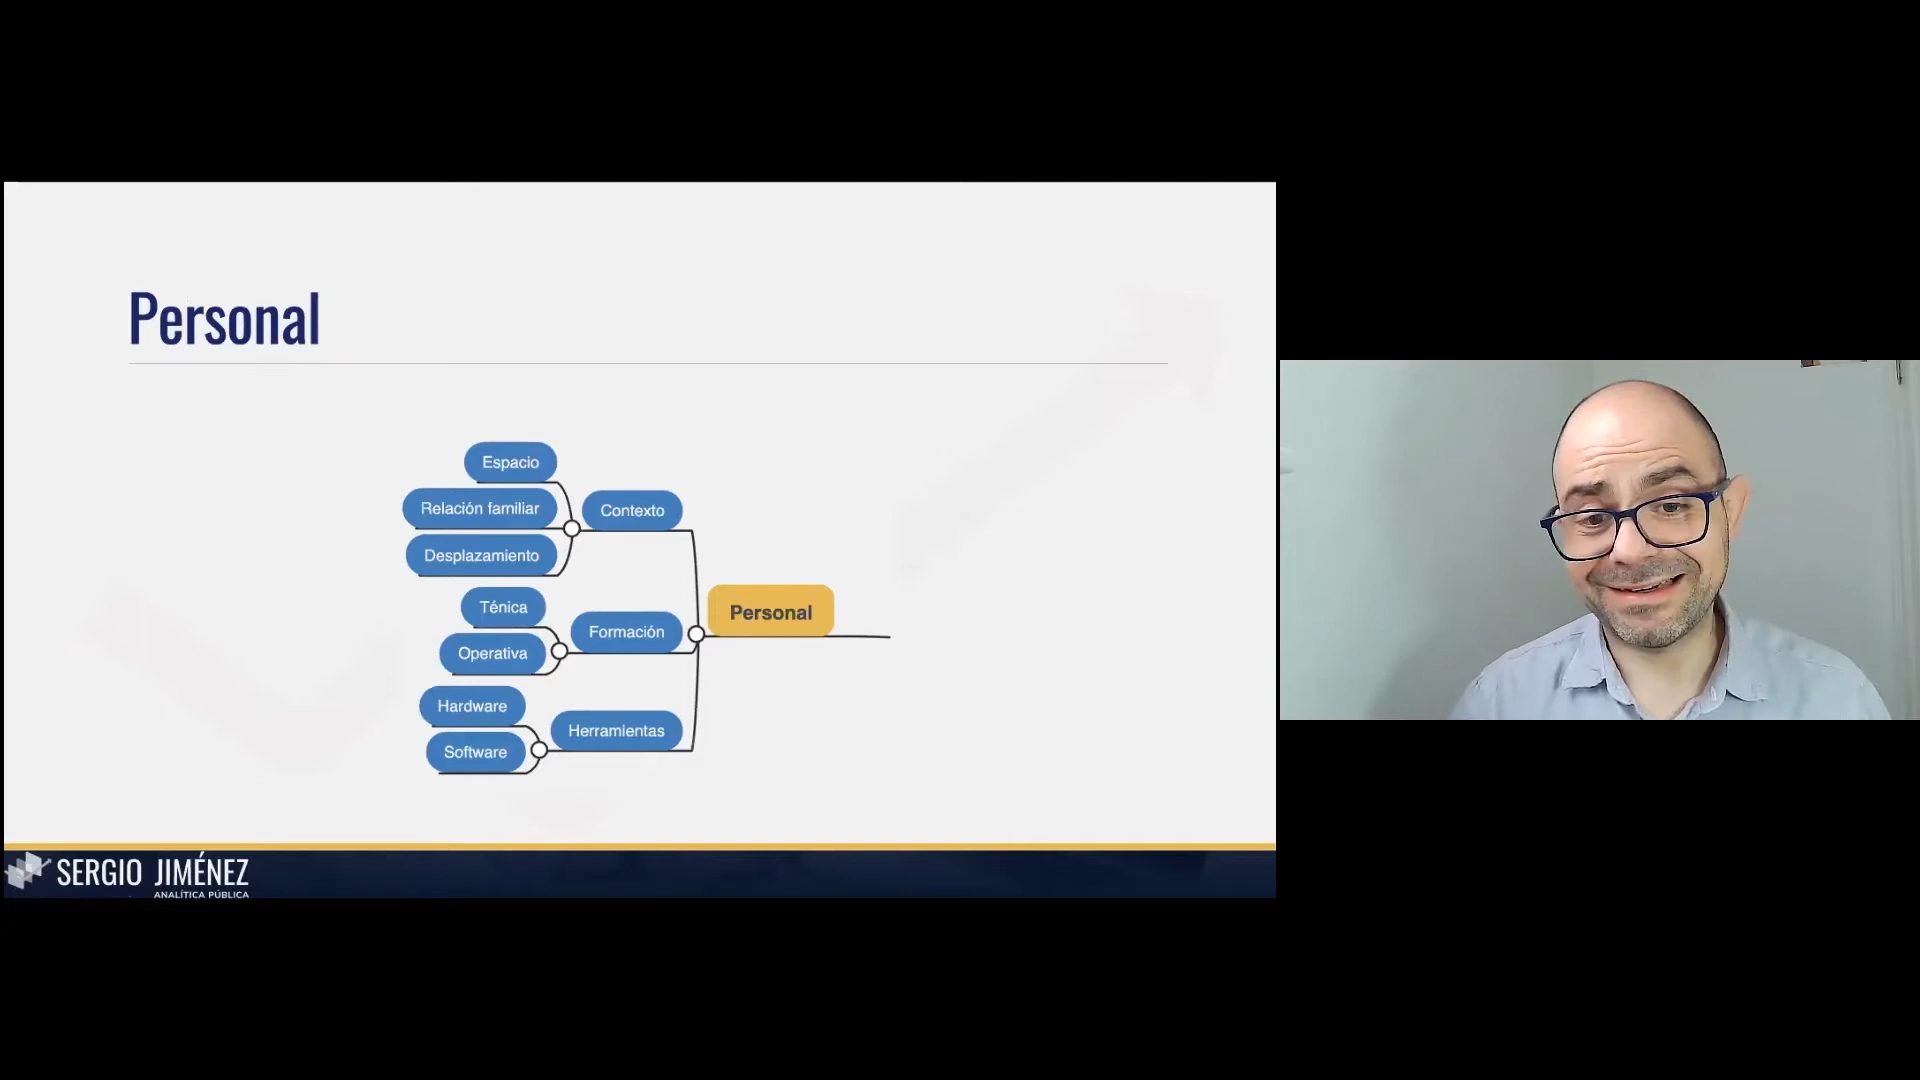 Personal
Espacio
Relación familiar
Desplazamiento
Contexto
Ténica
Operativa
Formación
Hardware
Software
Herramientas
Personal
SERGIO JIMÉNEZ
ANALÍTICA PÚBLICA